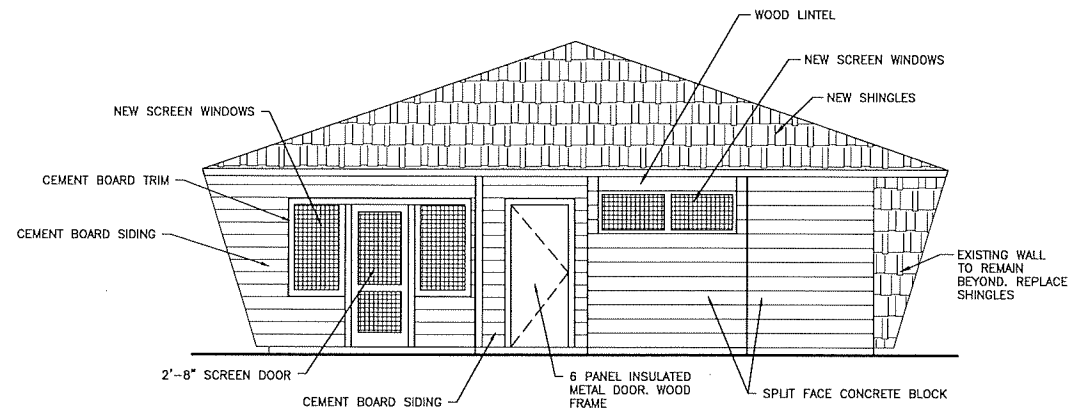 WOOD LINTEL
NEW SCREEN WINDOWS
NEW SHINGLES
NEW SCREEN WINDOWS
CEMENT BOARD TRIM
CEMENT BOARD SIDING
EXISTING WALL
TO REMAIN
BEYOND. REPLACE
SHINGLES
2'-8" SCREEN DOOR
CEMENT BOARD SIDING
6 PANEL INSULATED
METAL DOOR. WOOD
FRAME
SPLIT FACE CONCRETE BLOCK